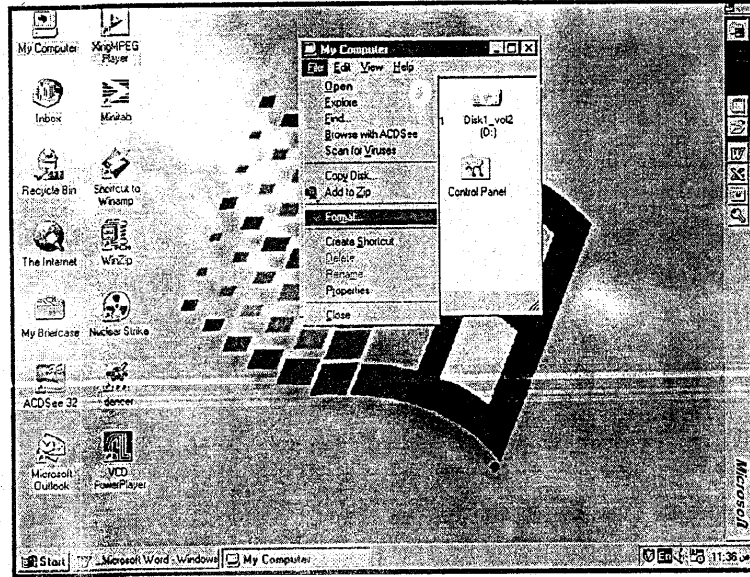 My Computer
XingMPEG
Player
Inbox
Minitab
Recycle Bin
Shortcut to
Winamp
The Internet
WinZip
My Briefcase
Nuclear Strike
ACDSee 32
dancer
Microsoft
Outlook
VCD
PowerPlayer
My Computer
File Edit View Help
Open
Explore
Find...
Browse with ACDSee
Scan for Viruses
Copy Disk...
Add to Zip
Format...
Create Shortcut
Delete
Rename
Properties
Close
Disk1_vol2
(D:)
Control Panel
Microsoft
Start
Microsoft Word - Windows
My Computer
En
11:36